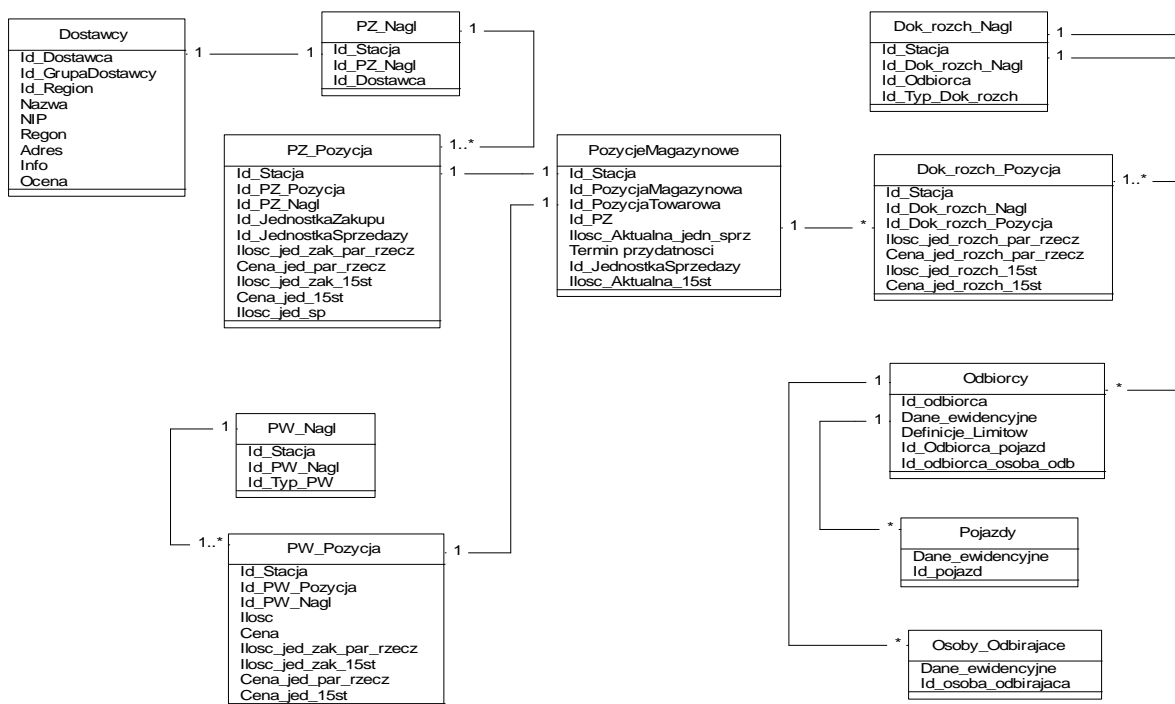 Dostawcy
Id_Dostawca
Id_GrupaDostawcy
Id_Region
Nazwa
NIP
Regon
Adres
Info
Ocena
1
1
PZ_Nagl
Id_Stacja
Id_PZ_Nagl
Id_Dostawca
1
1..*
PZ_Pozycja
Id_Stacja
Id_PZ_Pozycja
Id_PZ_Nagl
Id_JednostkaZakupu
Id_JednostkaSprzedazy
Ilosc_jed_zak_par_rzecz
Cena_jed_par_rzecz
Ilosc_jed_zak_15st
Cena_jed_15st
Ilosc_jed_sp
1
1
1
PozycjeMagazynowe
Id_Stacja
Id_PozycjaMagazynowa
Id_PozycjaTowarowa
Id_PZ
Ilosc_Aktualna_jedn_sprz
Termin przydatnosci
Id_JednostkaSprzedazy
Ilosc_Aktualna_15st
1
*
Dok_rozch_Nagl
Id_Stacja
Id_Dok_rozch_Nagl
Id_Odbiorca
Id_Typ_Dok_rozch
1
1
Dok_rozch_Pozycja
Id_Stacja
Id_Dok_rozch_Nagl
Id_Dok_rozch_Pozycja
Ilosc_jed_rozch_par_rzecz
Cena_jed_rozch_par_rzecz
Ilosc_jed_rozch_15st
Cena_jed_rozch_15st
1..*
PW_Nagl
Id_Stacja
Id_PW_Nagl
Id_Typ_PW
1
1..*
PW_Pozycja
Id_Stacja
Id_PW_Pozycja
Id_PW_Nagl
Ilosc
Cena
Ilosc_jed_zak_par_rzecz
Ilosc_jed_zak_15st
Cena_jed_par_rzecz
Cena_jed_15st
1
Odbiorcy
Id_odbiorca
Dane_ewidencyjne
Definicje_Limitow
Id_Odbiorca_pojazd
Id_odbiorca_osoba_odb
1
1
*
*
Pojazdy
Dane_ewidencyjne
Id_pojazd
*
Osoby_Odbirajace
Dane_ewidencyjne
Id_osoba_odbirajaca